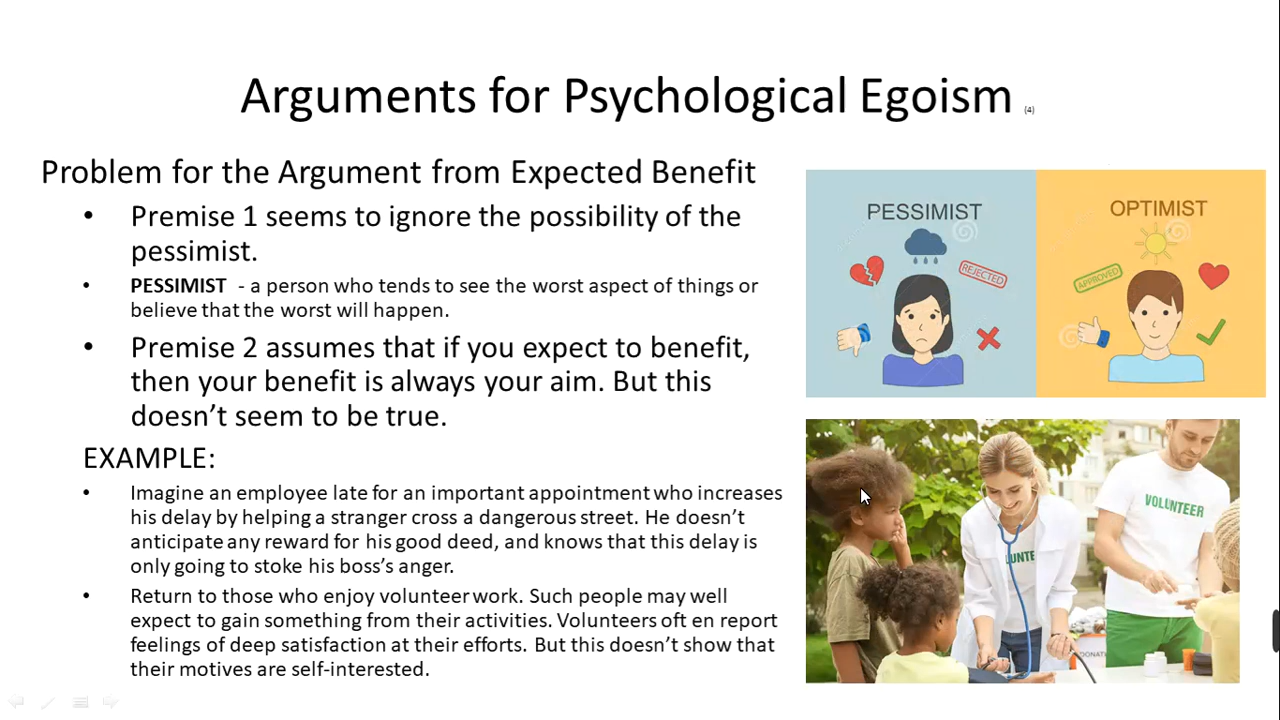 Arguments for Psychological Egoism (4)
Problem for the Argument from Expected Benefit
• Premise 1 seems to ignore the possibility of the
pessimist.
• PESSIMIST - a person who tends to see the worst aspect of things or
believe that the worst will happen.
• Premise 2 assumes that if you expect to benefit,
then your benefit is always your aim. But this
doesn't seem to be true.
EXAMPLE:
• Imagine an employee late for an important appointment who increases
his delay by helping a stranger cross a dangerous street. He doesn't
anticipate any reward for his good deed, and knows that this delay is
only going to stoke his boss's anger.
• Return to those who enjoy volunteer work. Such people may well
expect to gain something from their activities. Volunteers oft en report
feelings of deep satisfaction at their efforts. But this doesn't show that
their motives are self-interested.
PESSIMIST
REJECTED
OPTIMIST
APPROVED
VOLUNTEER
UNTE
DONAT